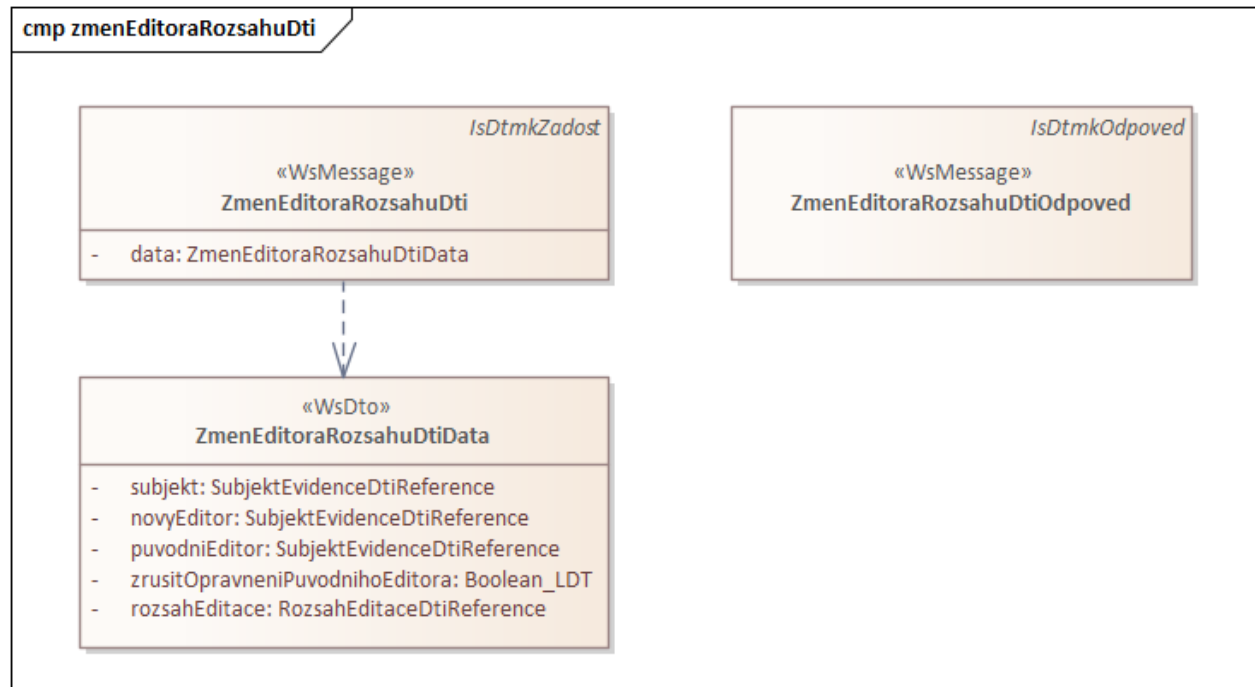 cmp zmenEditoraRozsahuDti
IsDtmkZadost
«WsMessage»
ZmenEditoraRozsahuDti
- data: ZmenEditoraRozsahuDtiData
IsDtmkOdpoved
«WsMessage»
ZmenEditoraRozsahuDtiOdpoved
«WsDto»
ZmenEditoraRozsahuDtiData
- subjekt: SubjektEvidenceDtiReference
- novyEditor: SubjektEvidenceDtiReference
- puvodniEditor: SubjektEvidenceDtiReference
- zrusitOpravneniPuvodnihoEditora: Boolean_LDT
- rozsahEditace: RozsahEditaceDtiReference